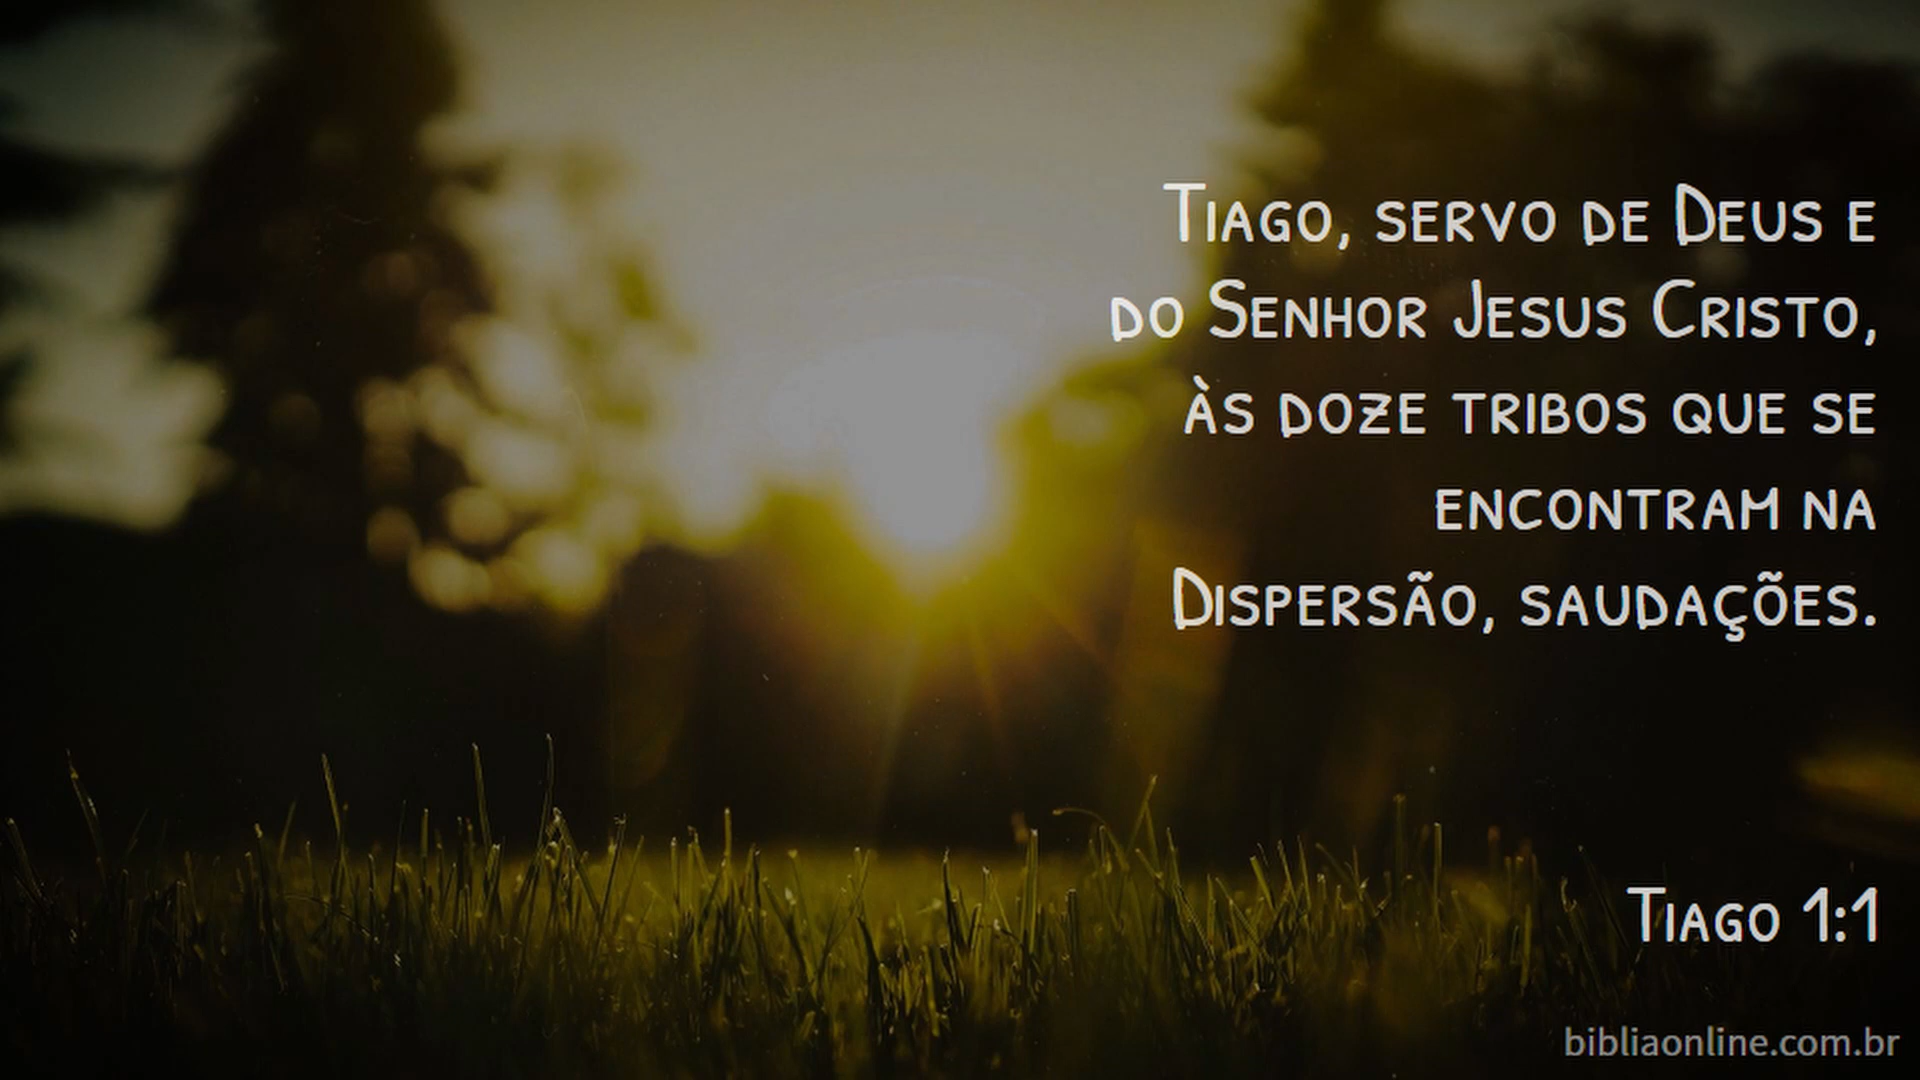 Tiago, servo de Deus e
do Senhor Jesus Cristo,
às doze tribos que se
encontram na
Dispersão, saudações.
Tiago 1:1
bibliaonline.com.br